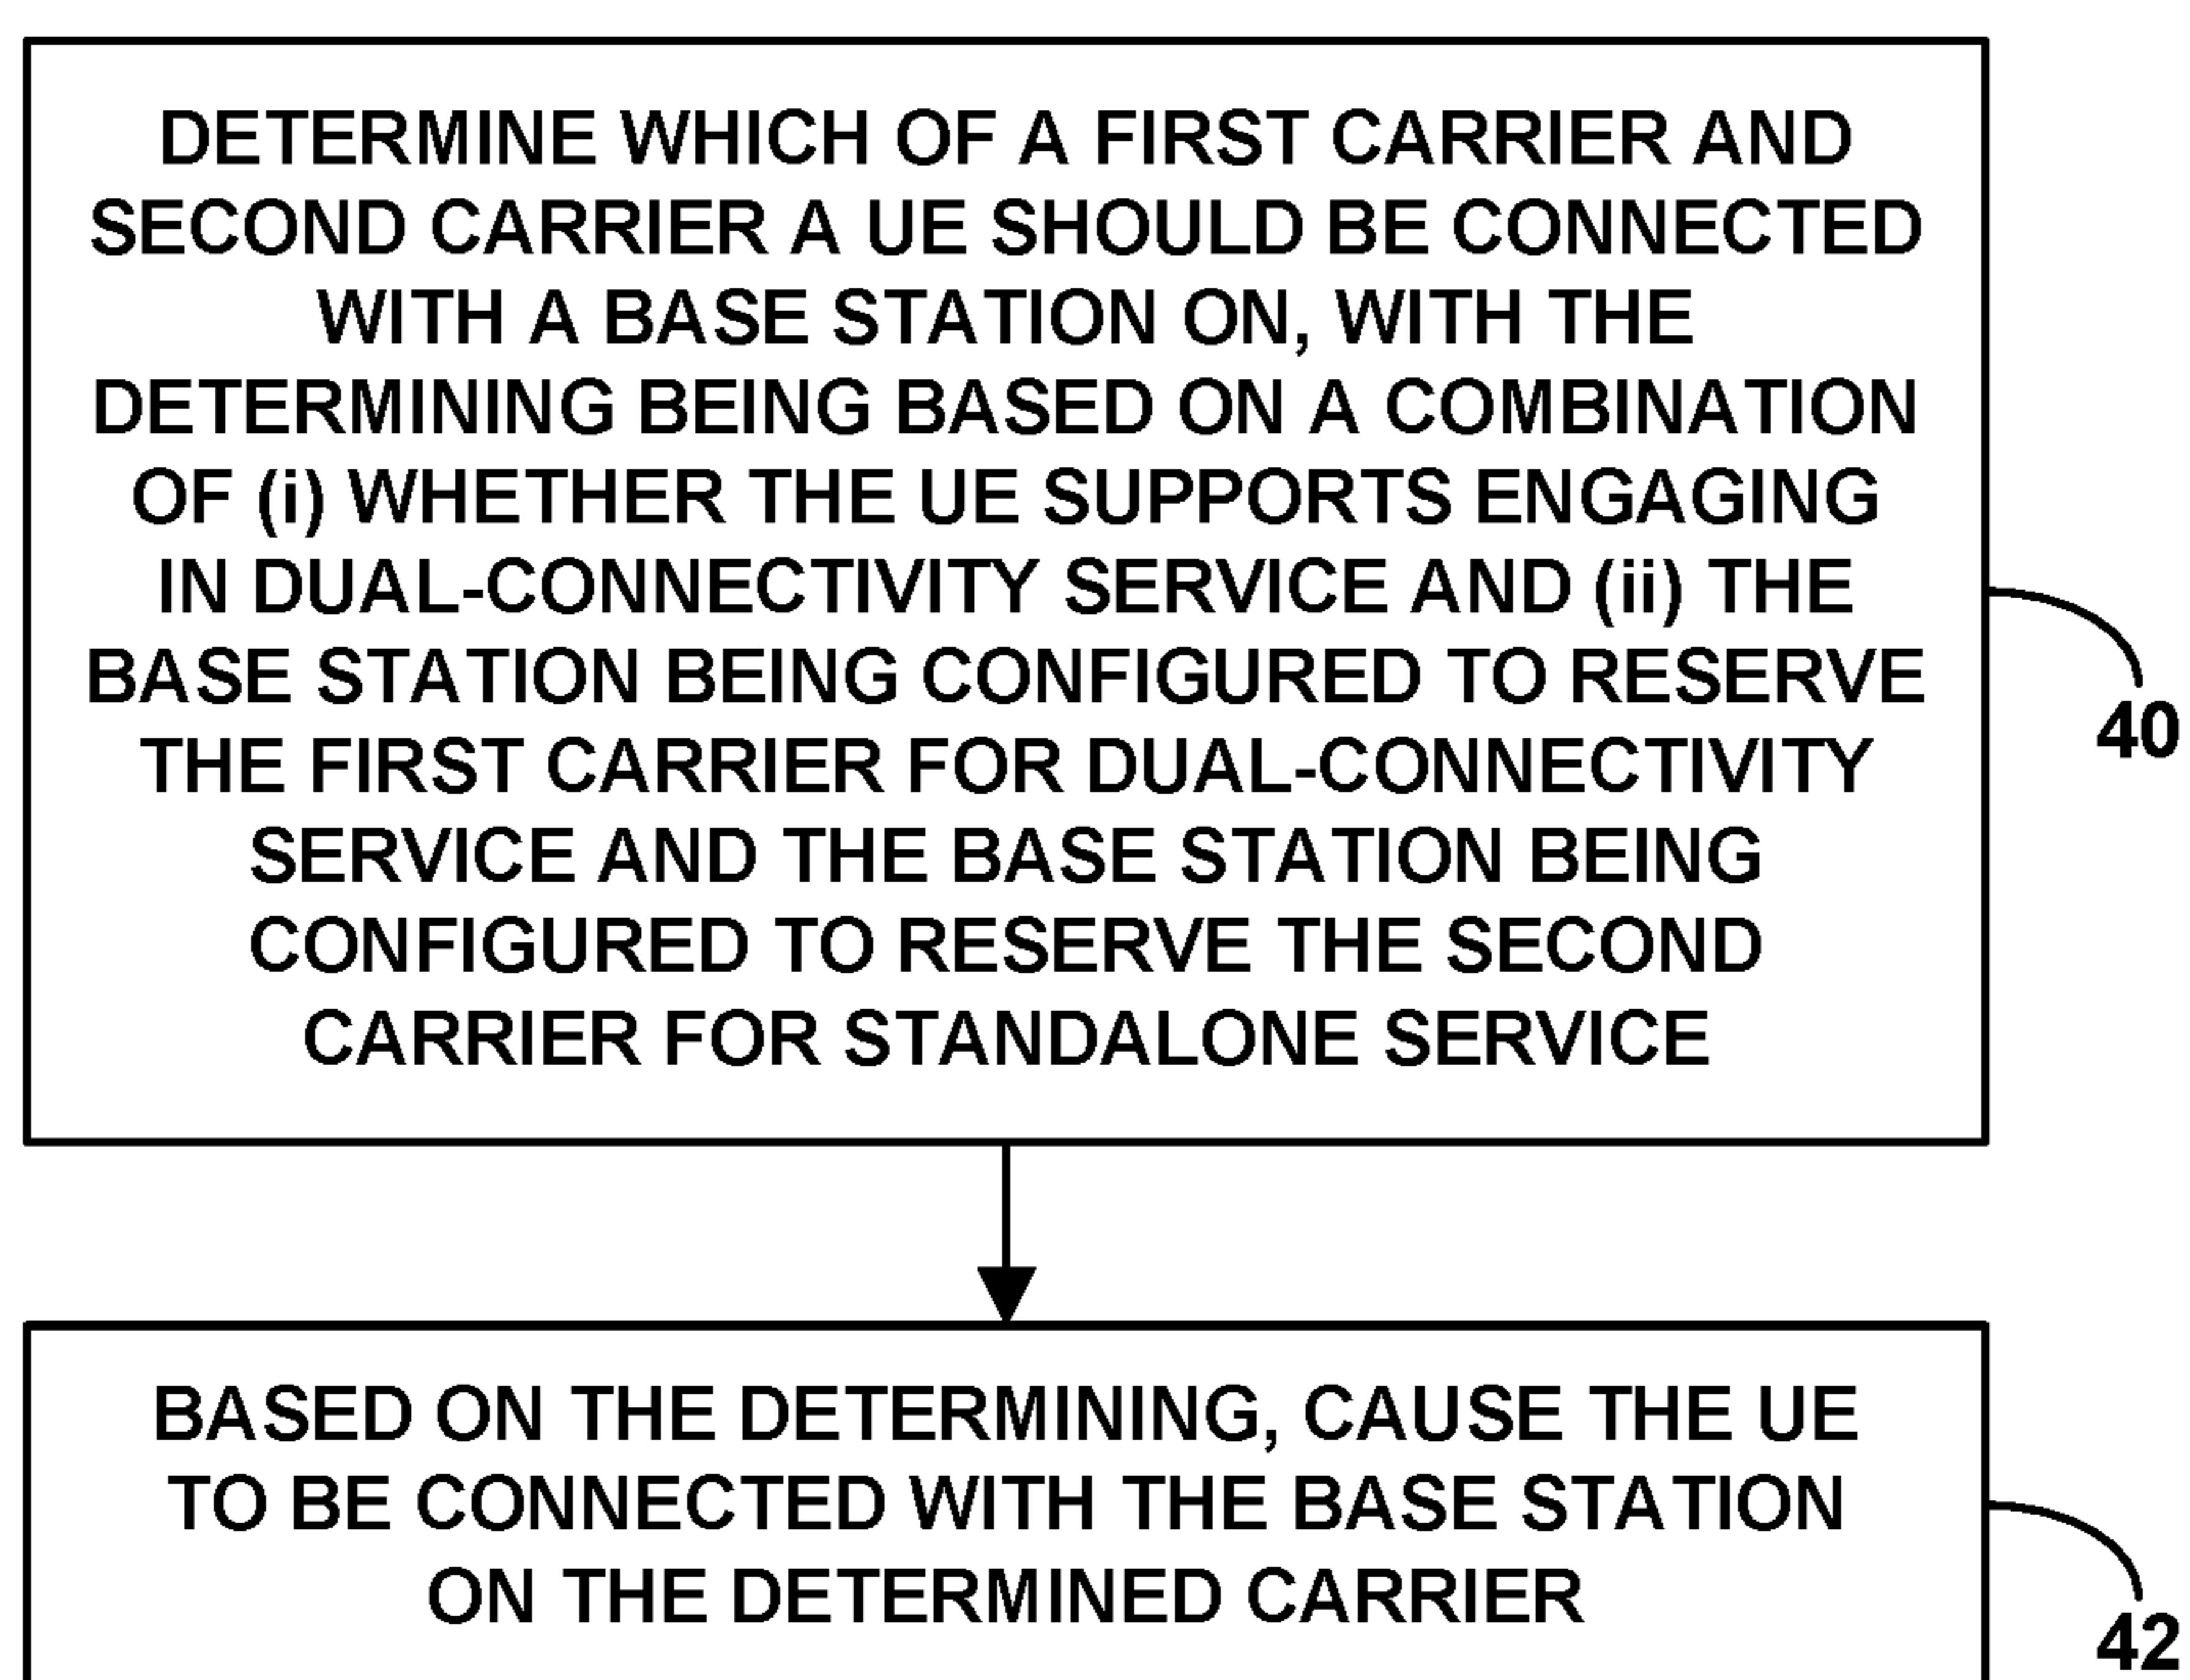 DETERMINE WHICH OF A FIRST CARRIER AND
SECOND CARRIER A UE SHOULD BE CONNECTED
WITH A BASE STATION ON, WITH THE
DETERMINING BEING BASED ON A COMBINATION
OF (i) WHETHER THE UE SUPPORTS ENGAGING
IN DUAL-CONNECTIVITY SERVICE AND (ii) THE
BASE STATION BEING CONFIGURED TO RESERVE
THE FIRST CARRIER FOR DUAL-CONNECTIVITY
SERVICE AND THE BASE STATION BEING
CONFIGURED TO RESERVE THE SECOND
CARRIER FOR STANDALONE SERVICE
40
BASED ON THE DETERMINING, CAUSE THE UE
TO BE CONNECTED WITH THE BASE STATION
ON THE DETERMINED CARRIER
42